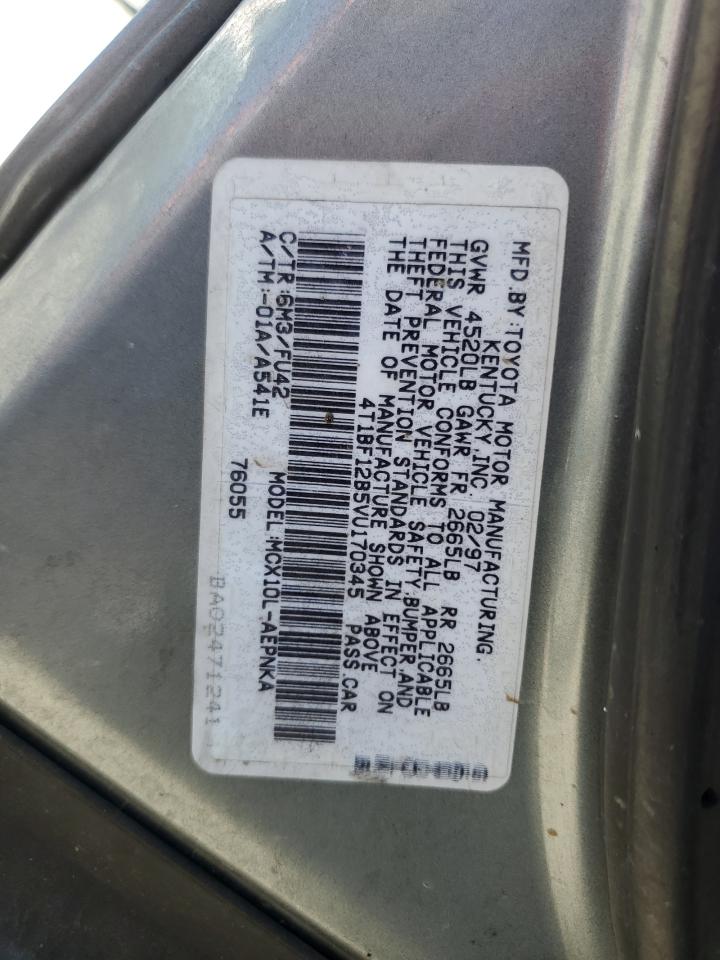 MFD.BY:TOYOTA MOTOR MANUFACTURING.
KENTUCKY,INC. 02/97
GVWR 4520LB GAWR FR 2665LB RR 2665LB
THIS VEHICLE CONFORMS TO ALL APPLICABLE
FEDERAL MOTOR VEHICLE SAFETY,BUMPER,AND
THEFT PREVENTION STANDARDS IN EFFECT ON
THE DATE OF MANUFACTURE SHOWN ABOVE
4T1BF12B5VU170345 PASS.CAR
C/TR:6M3/FU42 MODEL:MCX10L-AEPNKA
A/TM:-01A/A541E
76055
BA02471241